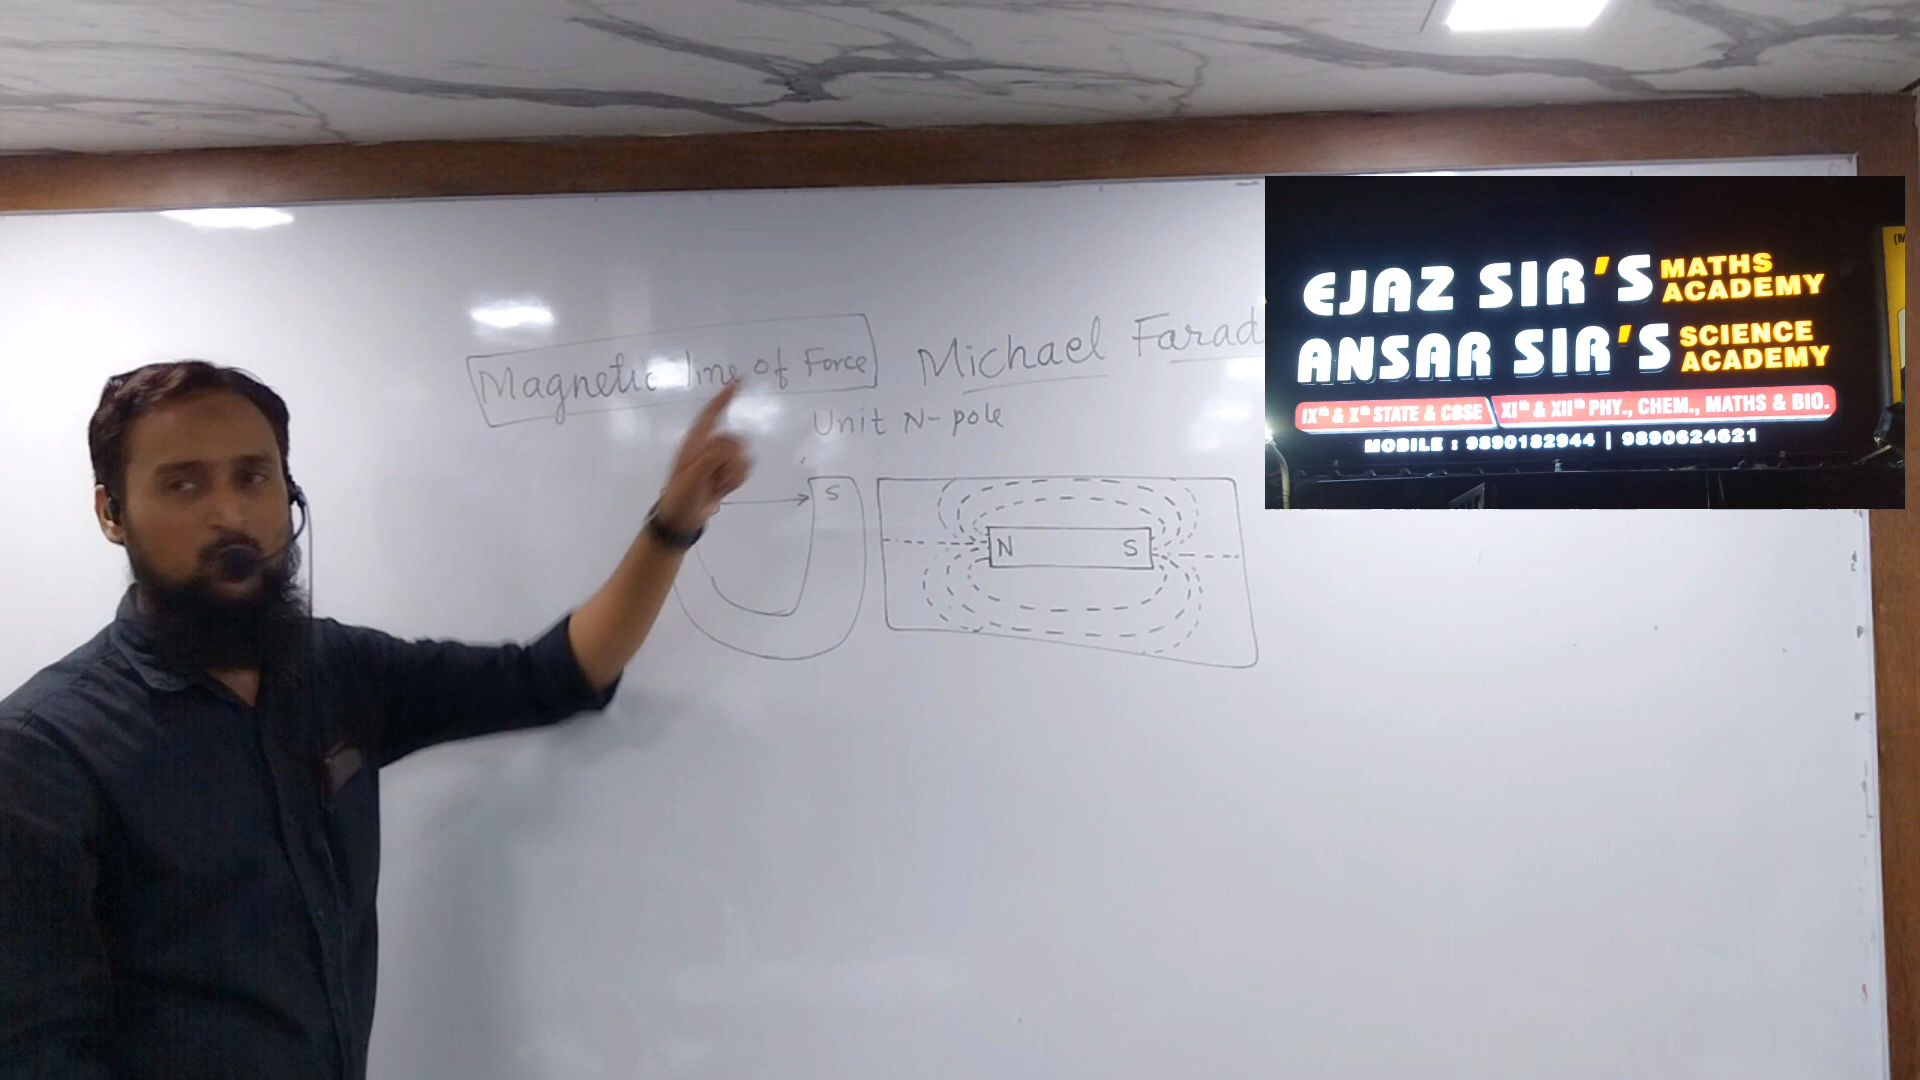 Magnetic line of Force
Michael Farad
Unit N-pole
S
N S
EJAZ SIR'S MATHS ACADEMY
ANSAR SIR'S SCIENCE ACADEMY
IXth & Xth STATE & CBSE XIth & XIIth PHY., CHEM., MATHS & BIO.
MOBILE : 9890182944 | 9890624621